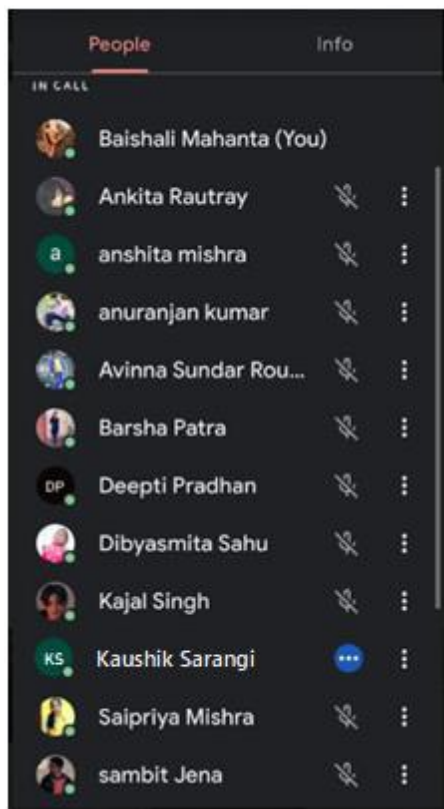 People Info
IN CALL
Baishali Mahanta (You)
Ankita Rautray
a anshita mishra
anuranjan kumar
Avinna Sundar Rou...
Barsha Patra
DP Deepti Pradhan
Dibyasmita Sahu
Kajal Singh
KS Kaushik Sarangi
Saipriya Mishra
sambit Jena